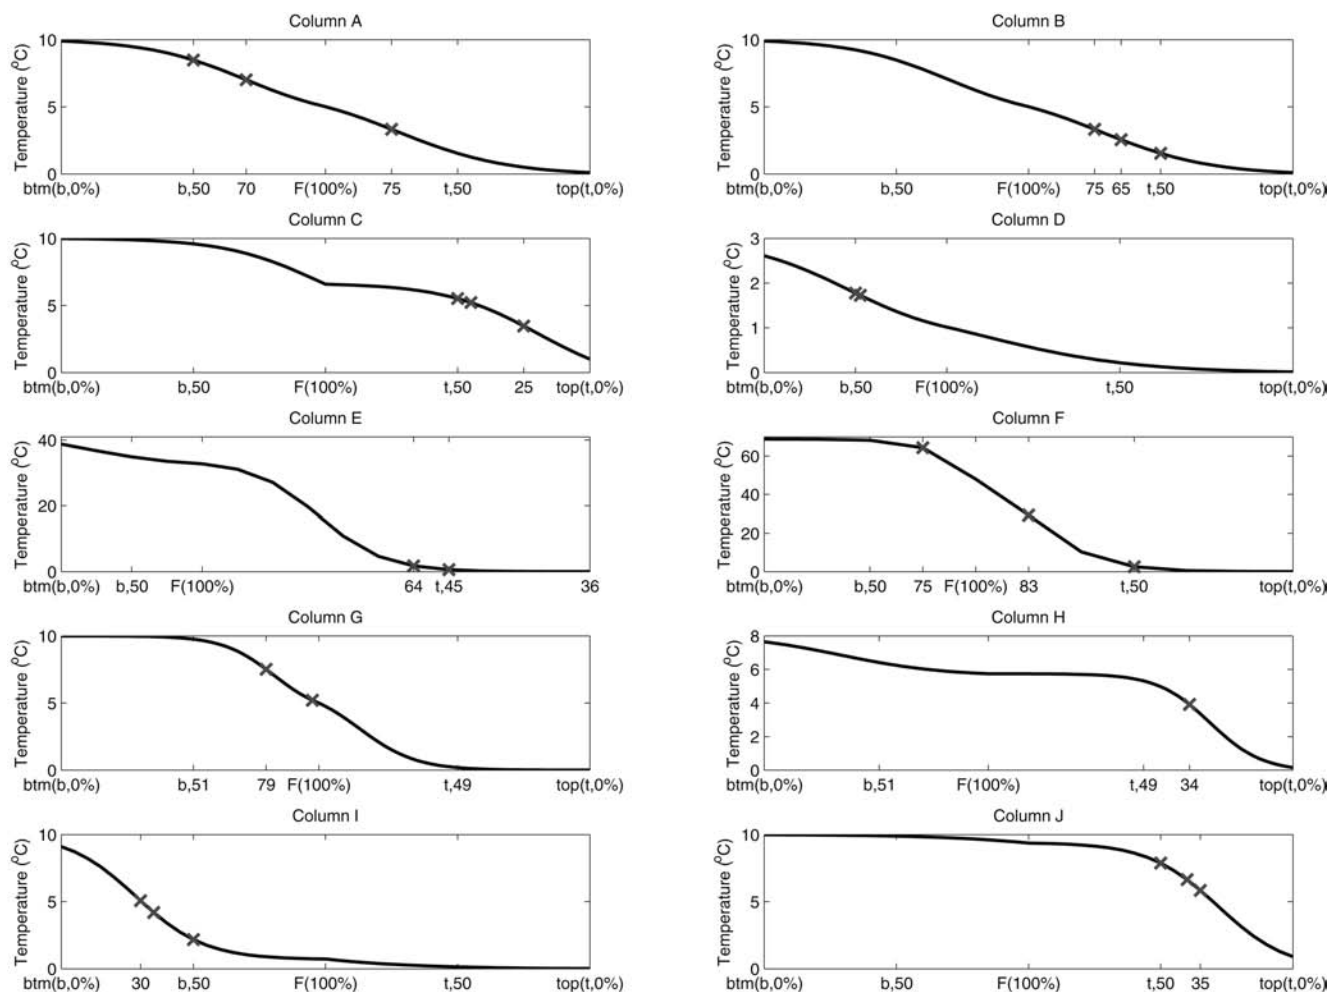 Column A
Temperature (°C)
10
5
0
btm(b,0%) b,50 70 F(100%) 75 t,50 top(t,0%)
Column B
Temperature (°C)
10
5
0
btm(b,0%) b,50 F(100%) 75 65 t,50 top(t,0%)
Column C
Temperature (°C)
10
5
0
btm(b,0%) b,50 F(100%) t,50 25 top(t,0%)
Column D
Temperature (°C)
3
2
1
0
btm(b,0%) b,50 F(100%) t,50 top(t,0%)
Column E
Temperature (°C)
40
20
0
btm(b,0%) b,50 F(100%) 64 t,45 36
Column F
Temperature (°C)
60
40
20
0
btm(b,0%) b,50 75 F(100%) 83 t,50 top(t,0%)
Column G
Temperature (°C)
10
5
0
btm(b,0%) b,51 79 F(100%) t,49 top(t,0%)
Column H
Temperature (°C)
8
6
4
2
0
btm(b,0%) b,51 F(100%) t,49 34 top(t,0%)
Column I
Temperature (°C)
10
5
0
btm(b,0%) 30 b,50 F(100%) t,50 top(t,0%)
Column J
Temperature (°C)
10
5
0
btm(b,0%) b,50 F(100%) t,50 35 top(t,0%)